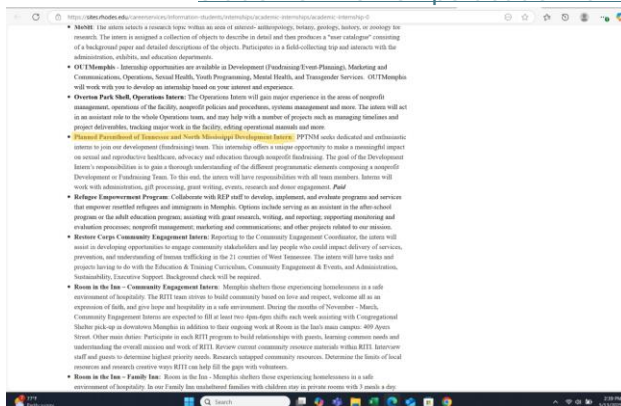 https://sites.rhodes.edu/careerservices/information-students/internships/academic-internships/academic-internship-0
• MoSH: The intern selects a research topic within an area of interest- anthropology, botany, geology, history, or zoology for
research. The intern is assigned a collection of objects to describe in detail and then produces a "user catalogue" consisting
of a background paper and detailed descriptions of the objects. Participates in a field-collecting trip and interacts with the
administration, exhibits, and education departments.
• OUTMemphis - Internship opportunities are available in Development (Fundraising/Event-Planning), Marketing and
Communications, Operations, Sexual Health, Youth Programming, Mental Health, and Transgender Services. OUTMemphis
will work with you to develop an internship based on your interest and experience.
• Overton Park Shell, Operations Intern: The Operations Intern will gain major experience in the areas of nonprofit
management, operations of the facility, nonprofit policies and procedures, systems management and more. The intern will act
in an assistant role to the whole Operations team, and may help with a number of projects such as managing timelines and
project deliverables, tracking major work in the facility, editing operational manuals and more.
• Planned Parenthood of Tennessee and North Mississippi Development Intern: PPTNM seeks dedicated and enthusiastic
interns to join our development (fundraising) team. This internship offers a unique opportunity to make a meaningful impact
on sexual and reproductive healthcare, advocacy and education through nonprofit fundraising. The goal of the Development
Intern's responsibilities is to gain a thorough understanding of the different programmatic elements composing a nonprofit
Development or Fundraising Team. To this end, the intern will have responsibilities with all team members. Interns will
work with administration, gift processing, grant writing, events, research and donor engagement. Paid
• Refugee Empowerment Program: Collaborate with REP staff to develop, implement, and evaluate programs and services
that empower resettled refugees and immigrants in Memphis. Options include serving as an assistant in the after-school
program or the adult education program; assisting with grant research, writing, and reporting; supporting monitoring and
evaluation processes; nonprofit management; marketing and communications; and other projects related to our mission.
• Restore Corps Community Engagement Intern: Reporting to the Community Engagement Coordinator, the intern will
assist in developing opportunities to engage community stakeholders and lay people who could impact delivery of services,
prevention, and understanding of human trafficking in the 21 counties of West Tennessee. The intern will have tasks and
projects having to do with the Education & Training Curriculum, Community Engagement & Events, and Administration,
Sustainability, Executive Support. Background check will be required.
• Room in the Inn – Community Engagement Intern: Memphis shelters those experiencing homelessness in a safe
environment of hospitality. The RITI team strives to build community based on love and respect, welcome all as an
expression of faith, and give hope and hospitality in a safe environment. During the months of November - March,
Community Engagement Interns are expected to fill at least two 4pm-6pm shifts each week assisting with Congregational
Shelter pick-up in downtown Memphis in addition to their ongoing work at Room in the Inn's main campus: 409 Ayers
Street. Other main duties: Participate in each RITI program to build relationships with guests, learning common needs and
understanding the overall mission and work of RITI. Review current community resource materials within RITI. Interview
staff and guests to determine highest priority needs. Research untapped community resources. Determine the limits of local
resources and research creative ways RITI can help fill the gaps with volunteers.
• Room in the Inn – Family Inn: Room in the Inn - Memphis shelters those experiencing homelessness in a safe
environment of hospitality. In our Family Inn unsheltered families with children stay in private rooms with 3 meals a day.
77°F
Search
2:39 PM